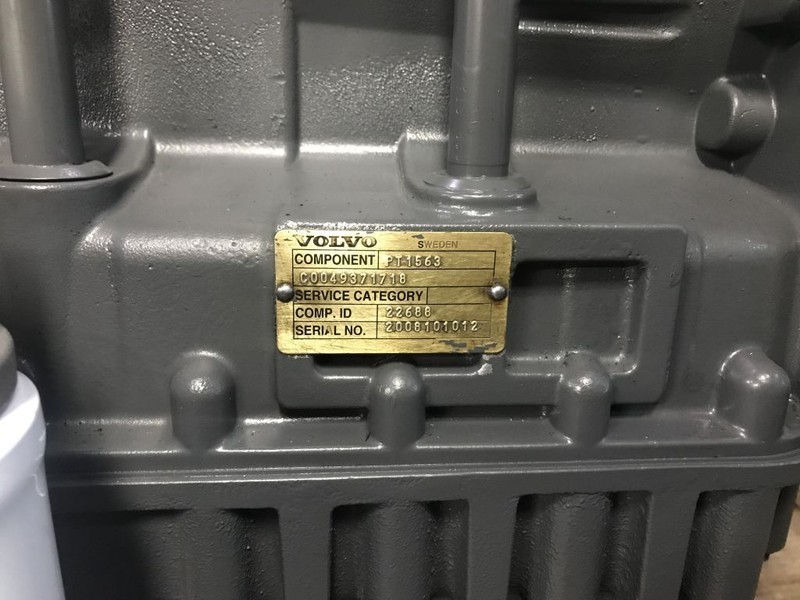 VOLVO SWEDEN
COMPONENT PT1563
C0049371718
SERVICE CATEGORY
COMP. ID 22688
SERIAL NO. 2008101012